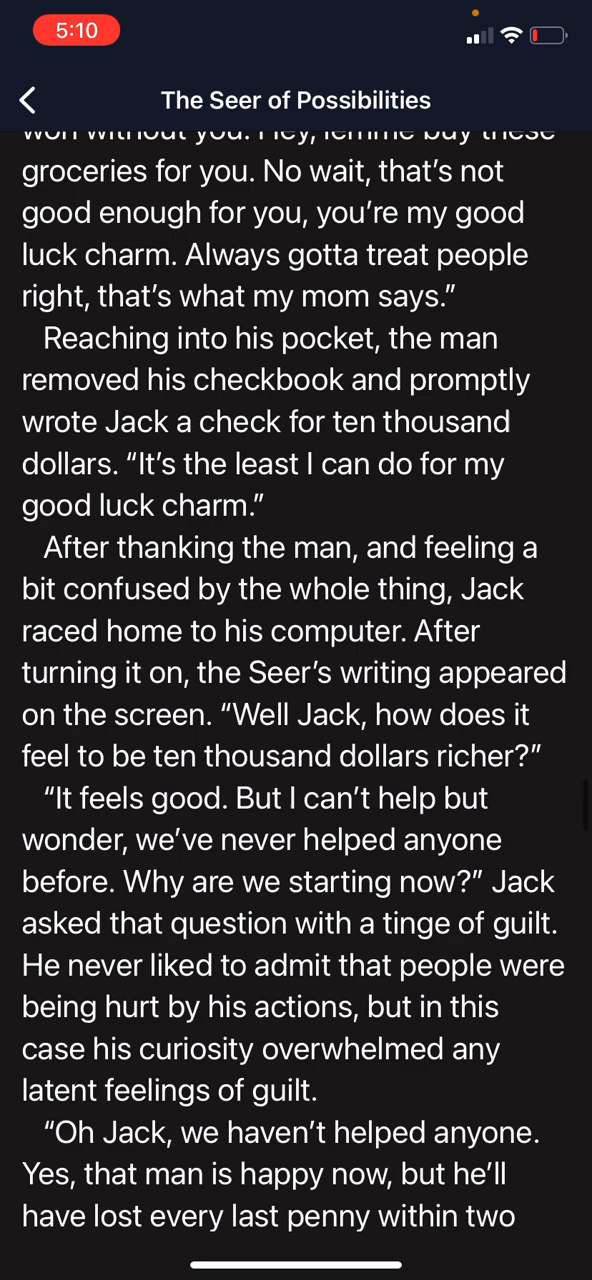 5:10
The Seer of Possibilities
groceries for you. No wait, that’s not
good enough for you, you’re my good
luck charm. Always gotta treat people
right, that’s what my mom says.”
Reaching into his pocket, the man
removed his checkbook and promptly
wrote Jack a check for ten thousand
dollars. “It’s the least I can do for my
good luck charm.”
After thanking the man, and feeling a
bit confused by the whole thing, Jack
raced home to his computer. After
turning it on, the Seer’s writing appeared
on the screen. “Well Jack, how does it
feel to be ten thousand dollars richer?”
“It feels good. But I can’t help but
wonder, we’ve never helped anyone
before. Why are we starting now?” Jack
asked that question with a tinge of guilt.
He never liked to admit that people were
being hurt by his actions, but in this
case his curiosity overwhelmed any
latent feelings of guilt.
“Oh Jack, we haven’t helped anyone.
Yes, that man is happy now, but he’ll
have lost every last penny within two